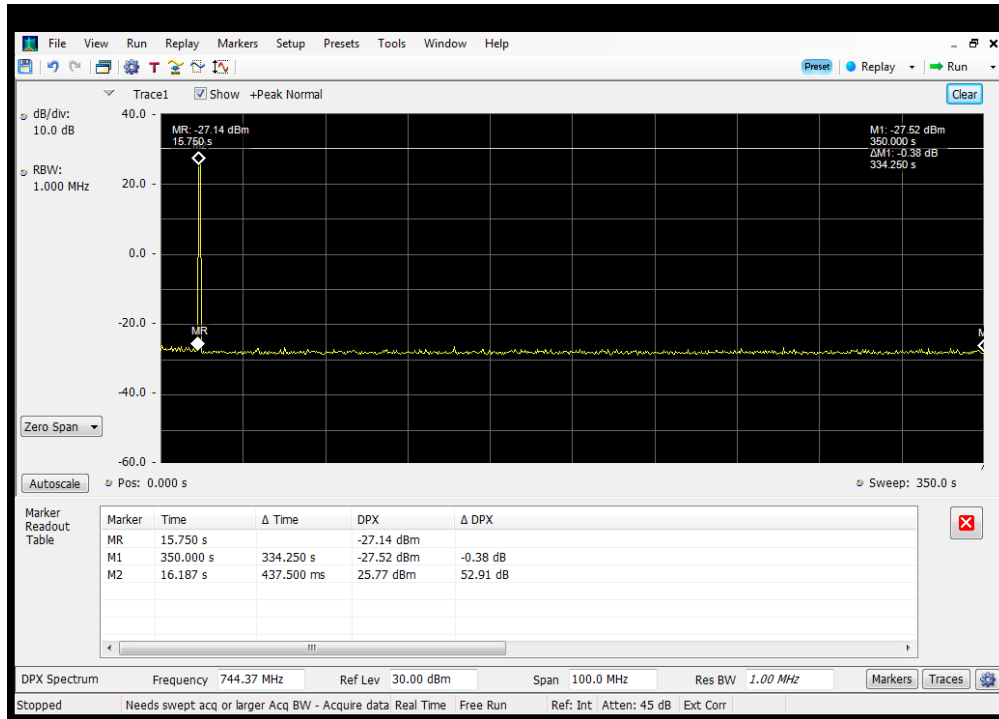 File View Run Replay Markers Setup Presets Tools Window Help
T Preset Replay Run
Trace1 Show +Peak Normal Clear
dB/div:
10.0 dB
RBW:
1.000 MHz
40.0
20.0
0.0
-20.0
-40.0
-60.0
MR: -27.14 dBm
15.750 s
M1: -27.52 dBm
350.000 s
ΔM1: -0.38 dB
334.250 s
MR
Zero Span
Autoscale Pos: 0.000 s Sweep: 350.0 s
Marker
Readout
Table
Marker Time Δ Time DPX Δ DPX
MR 15.750 s -27.14 dBm
M1 350.000 s 334.250 s -27.52 dBm -0.38 dB
M2 16.187 s 437.500 ms 25.77 dBm 52.91 dB
DPX Spectrum Frequency 744.37 MHz Ref Lev 30.00 dBm Span 100.0 MHz Res BW 1.00 MHz Markers Traces
Stopped Needs swept acq or larger Acq BW - Acquire data Real Time Free Run Ref: Int Atten: 45 dB Ext Corr